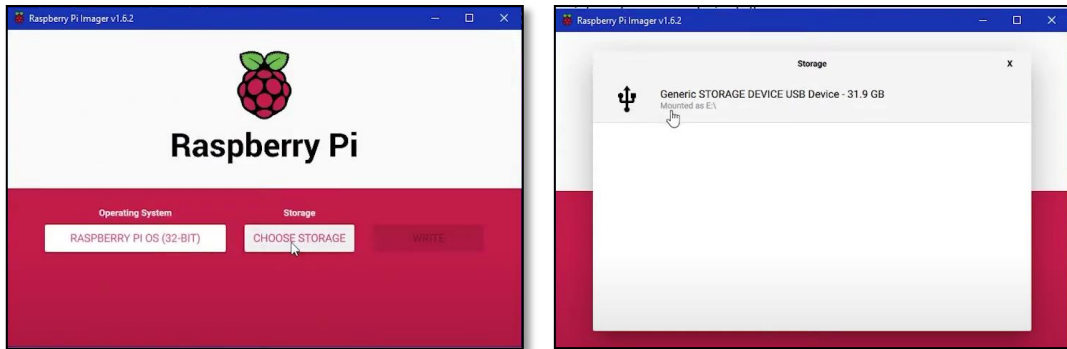 Raspberry Pi Imager v1.6.2
Raspberry Pi
Operating System
Storage
RASPBERRY PI OS (32-BIT)
CHOOSE STORAGE
WRITE
Raspberry Pi Imager v1.6.2
Storage
X
Generic STORAGE DEVICE USB Device - 31.9 GB
Mounted as E:\